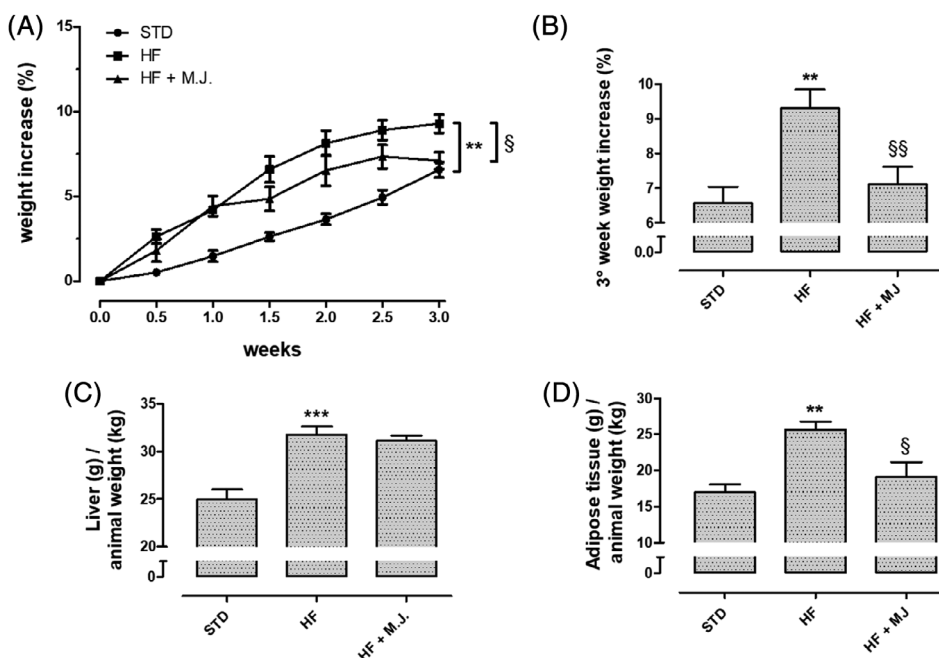 (A)
weight increase (%)
15
10
5
0
STD
HF
HF + M.J.
**
§
0.0 0.5 1.0 1.5 2.0 2.5 3.0
weeks
(B)
3° week weight increase (%)
10
9
8
7
6
0.0
**
§§
STD HF HF + MJ
(C)
Liver (g) /
animal weight (kg)
35
30
25
20
0
***
STD HF HF + M.J.
(D)
Adipose tissue (g) /
animal weight (kg)
30
25
20
15
10
0
**
§
STD HF HF + MJ